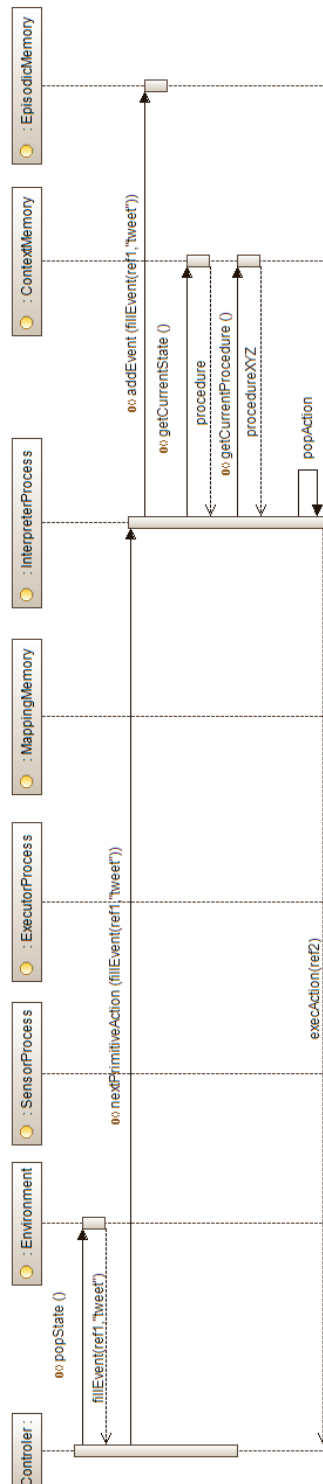 Controler :
: Environment
: SensorProcess
: ExecutorProcess
: MappingMemory
: InterpreterProcess
: ContextMemory
: EpisodicMemory
popState ()
fillEvent(ref1,"tweet")
nextPrimitiveAction (fillEvent(ref1,"tweet"))
addEvent (fillEvent(ref1,"tweet"))
getCurrentState ()
procedure
getCurrentProcedure ()
procedureXYZ
popAction
execAction(ref2)